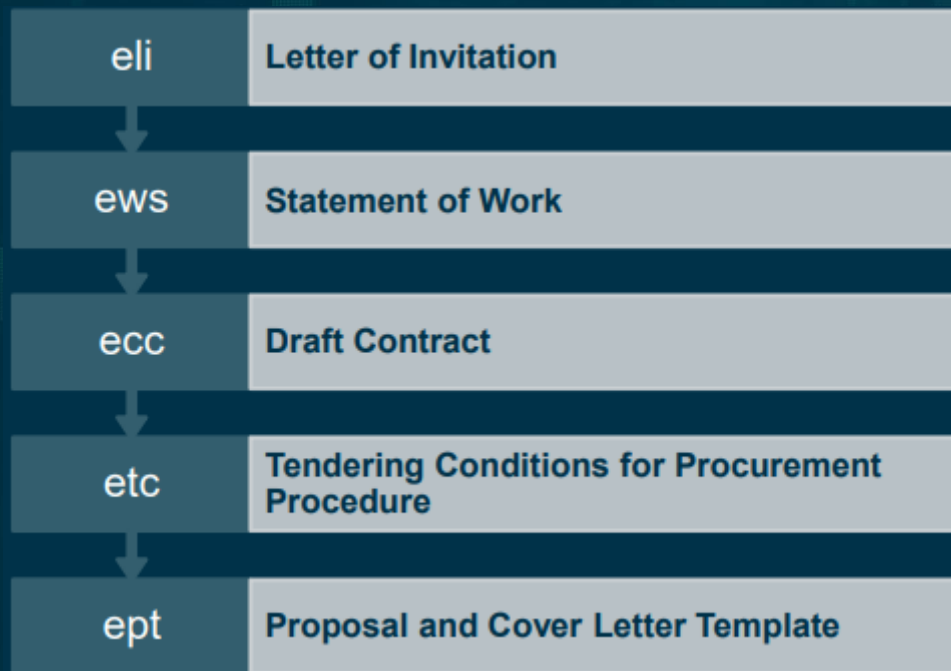 eli
Letter of Invitation
ews
Statement of Work
ecc
Draft Contract
etc
Tendering Conditions for Procurement
Procedure
ept
Proposal and Cover Letter Template